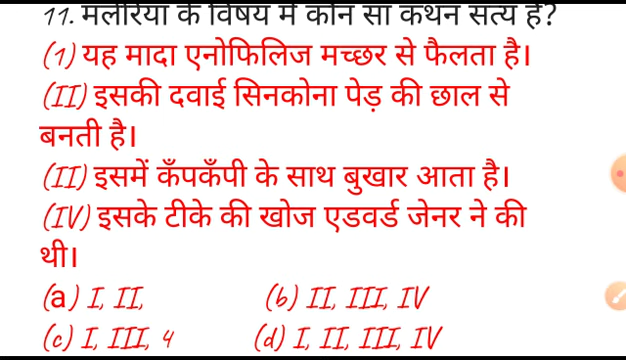 11. मलेरिया के विषय में कौन सा कथन सत्य है?
(1) यह मादा एनोफिलिज मच्छर से फैलता है।
(II) इसकी दवाई सिनकोना पेड़ की छाल से
बनती है।
(II) इसमें कँपकँपी के साथ बुखार आता है।
(IV) इसके टीके की खोज एडवर्ड जेनर ने की
थी।
(a) I, II, (b) II, III, IV
(c) I, III, 4 (d) I, II, III, IV